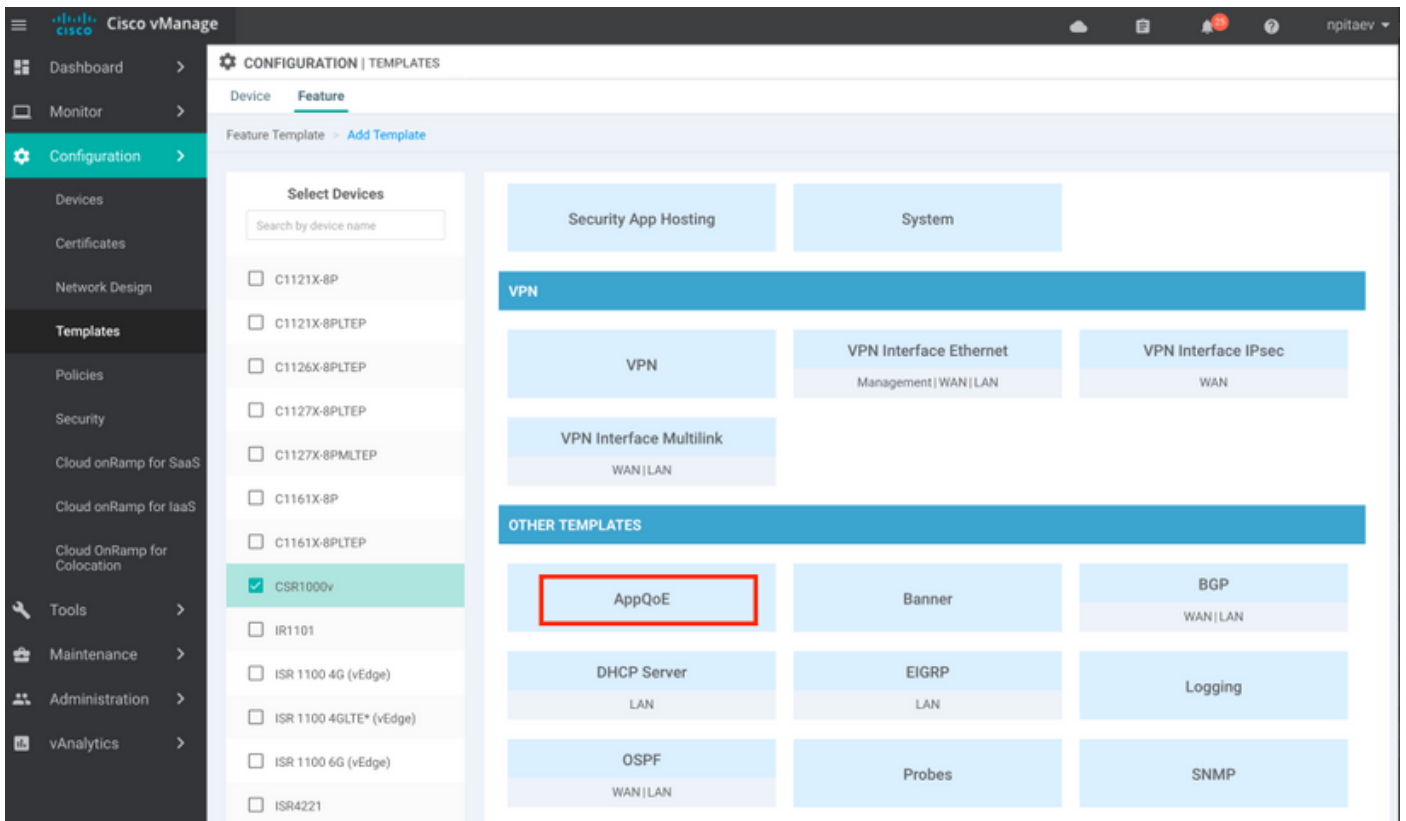 cisco Cisco vManage
25
npitaev
Dashboard
Monitor
Configuration
Devices
Certificates
Network Design
Templates
Policies
Security
Cloud onRamp for SaaS
Cloud onRamp for IaaS
Cloud OnRamp for
Colocation
Tools
Maintenance
Administration
vAnalytics
CONFIGURATION | TEMPLATES
Device Feature
Feature Template > Add Template
Select Devices
Search by device name
C1121X-8P
C1121X-8PLTEP
C1126X-8PLTEP
C1127X-8PLTEP
C1127X-8PMLTEP
C1161X-8P
C1161X-8PLTEP
CSR1000v
IR1101
ISR 1100 4G (vEdge)
ISR 1100 4GLTE* (vEdge)
ISR 1100 6G (vEdge)
ISR4221
Security App Hosting
System
VPN
VPN
VPN Interface Ethernet
Management | WAN | LAN
VPN Interface IPsec
WAN
VPN Interface Multilink
WAN | LAN
OTHER TEMPLATES
AppQoE
Banner
BGP
WAN | LAN
DHCP Server
LAN
EIGRP
LAN
Logging
OSPF
WAN | LAN
Probes
SNMP